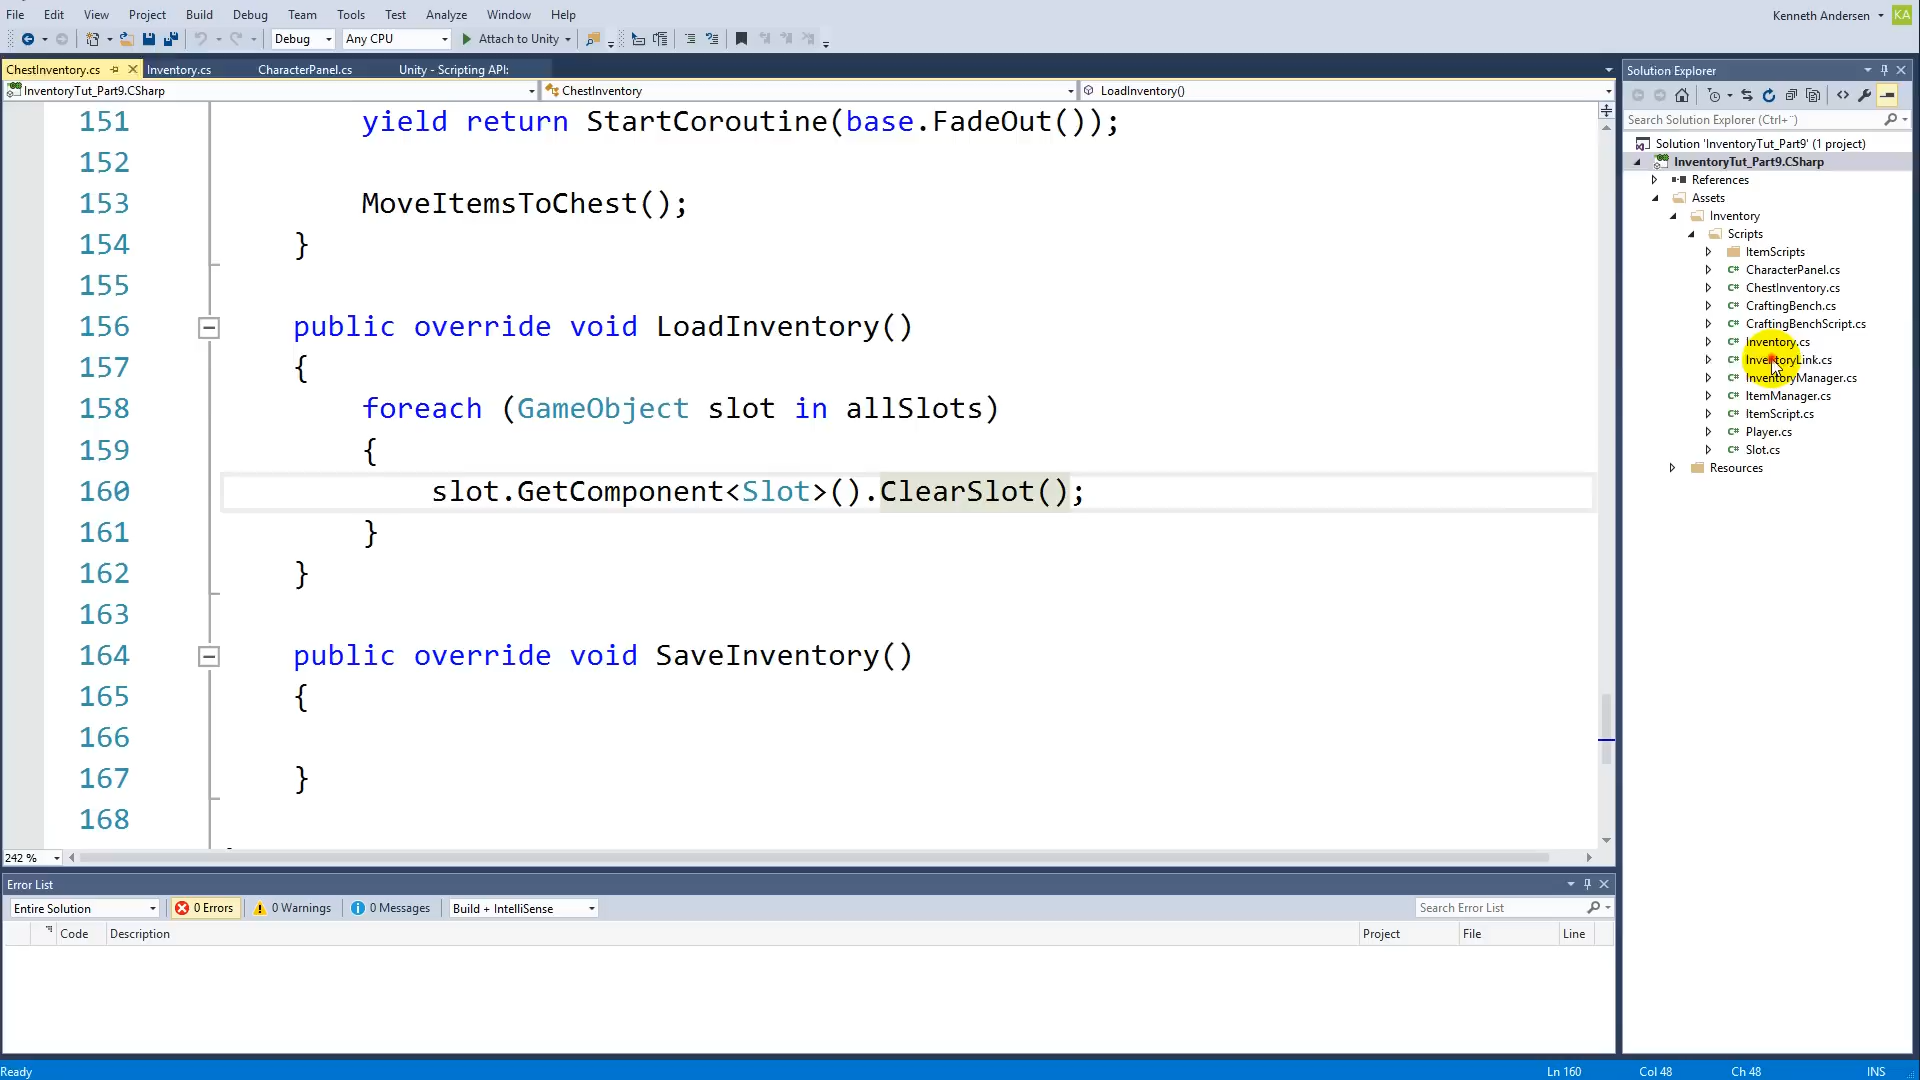 File Edit View Project Build Debug Team Tools Test Analyze Window Help Kenneth Andersen KA
Debug Any CPU Attach to Unity
ChestInventory.cs Inventory.cs CharacterPanel.cs Unity - Scripting API:
InventoryTut_Part9.CSharp ChestInventory LoadInventory()
151 yield return StartCoroutine(base.FadeOut());
152
153 MoveItemsToChest();
154 }
155
156 public override void LoadInventory()
157 {
158 foreach (GameObject slot in allSlots)
159 {
160 slot.GetComponent<Slot>().ClearSlot();
161 }
162 }
163
164 public override void SaveInventory()
165 {
166
167 }
168
242 %
Error List
Entire Solution 0 Errors 0 Warnings 0 Messages Build + IntelliSense Search Error List
Code Description Project File Line
Solution Explorer
Search Solution Explorer (Ctrl+¨)
Solution 'InventoryTut_Part9' (1 project)
InventoryTut_Part9.CSharp
References
Assets
Inventory
Scripts
ItemScripts
C# CharacterPanel.cs
C# ChestInventory.cs
C# CraftingBench.cs
C# CraftingBenchScript.cs
C# Inventory.cs
C# InventoryLink.cs
C# InventoryManager.cs
C# ItemManager.cs
C# ItemScript.cs
C# Player.cs
C# Slot.cs
Resources
Ready Ln 160 Col 48 Ch 48 INS